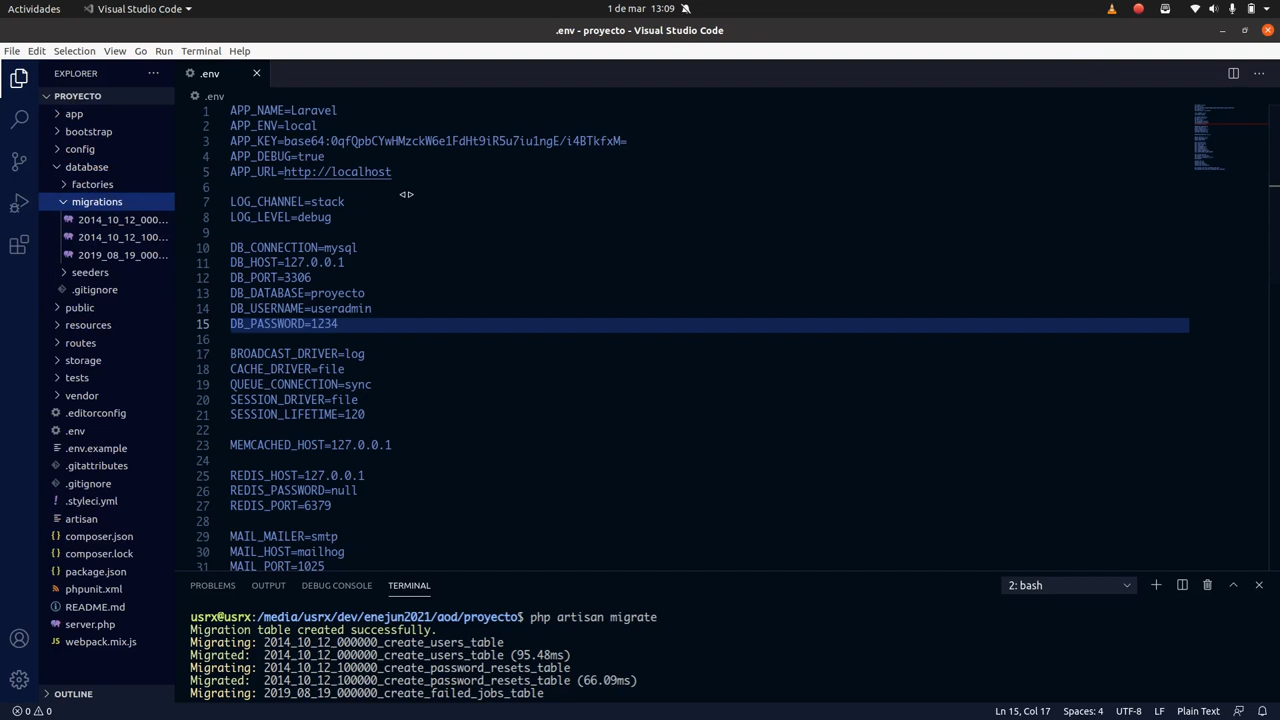 Actividades
Visual Studio Code
1 de mar 13:09
.env - proyecto - Visual Studio Code
File Edit Selection View Go Run Terminal Help
EXPLORER
PROYECTO
app
bootstrap
config
database
factories
migrations
2014_10_12_000...
2014_10_12_100...
2019_08_19_000...
seeders
.gitignore
public
resources
routes
storage
tests
vendor
.editorconfig
.env
.env.example
.gitattributes
.gitignore
.styleci.yml
artisan
composer.json
composer.lock
package.json
phpunit.xml
README.md
server.php
webpack.mix.js
OUTLINE
.env
.env
1 APP_NAME=Laravel
2 APP_ENV=local
3 APP_KEY=base64:0qfQpbCYwHMzckW6e1FdHt9iR5u7iu1ngE/i4BTkfxM=
4 APP_DEBUG=true
5 APP_URL=http://localhost
6
7 LOG_CHANNEL=stack
8 LOG_LEVEL=debug
9
10 DB_CONNECTION=mysql
11 DB_HOST=127.0.0.1
12 DB_PORT=3306
13 DB_DATABASE=proyecto
14 DB_USERNAME=useradmin
15 DB_PASSWORD=1234
16
17 BROADCAST_DRIVER=log
18 CACHE_DRIVER=file
19 QUEUE_CONNECTION=sync
20 SESSION_DRIVER=file
21 SESSION_LIFETIME=120
22
23 MEMCACHED_HOST=127.0.0.1
24
25 REDIS_HOST=127.0.0.1
26 REDIS_PASSWORD=null
27 REDIS_PORT=6379
28
29 MAIL_MAILER=smtp
30 MAIL_HOST=mailhog
31 MAIL_PORT=1025
PROBLEMS OUTPUT DEBUG CONSOLE TERMINAL
2: bash
usrx@usrx:/media/usrx/dev/enejun2021/aod/proyecto$ php artisan migrate
Migration table created successfully.
Migrating: 2014_10_12_000000_create_users_table
Migrated:  2014_10_12_000000_create_users_table (95.48ms)
Migrating: 2014_10_12_100000_create_password_resets_table
Migrated:  2014_10_12_100000_create_password_resets_table (66.09ms)
Migrating: 2019_08_19_000000_create_failed_jobs_table
0 0
Ln 15, Col 17 Spaces: 4 UTF-8 LF Plain Text